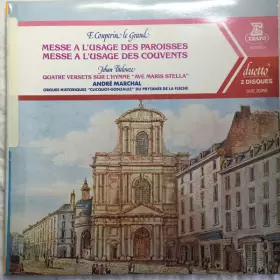 F. Couperin le Grand
MESSE A L'USAGE DES PAROISSES
MESSE A L'USAGE DES COUVENTS
Jehan Titelouze
QUATRE VERSETS SUR L'HYMNE "AVE MARIS STELLA"
ANDRÉ MARCHAL
ORGUES HISTORIQUES "CLICQUOT-GONZALEZ" DU PRYTANÉE DE LA FLÈCHE
ERATO
duetto
2 DISQUES